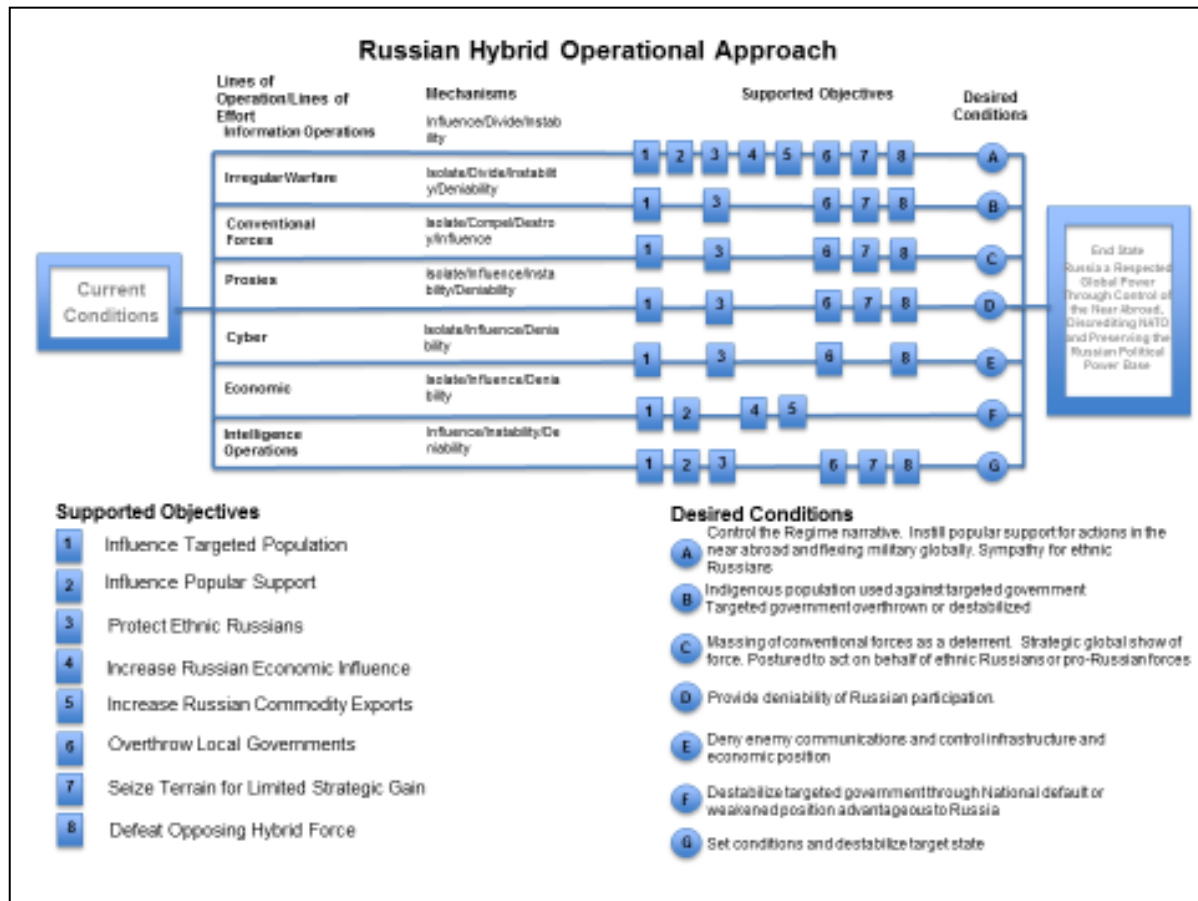 Russian Hybrid Operational Approach
Lines of
Operation/Lines of
Effort
Mechanisms
Supported Objectives
Desired
Conditions
Information Operations
Influence/Divide/Instab
ility
1 2 3 4 5 6 7 8 A
Irregular Warfare
Isolate/Divide/Instabilit
y/Deniability
1 3 6 7 8 B
Conventional
Forces
Isolate/Compel/Destro
y/Influence
1 3 6 7 8 C
Proxies
Isolate/Influence/Insta
bility/Deniability
1 3 6 7 8 D
Cyber
Isolate/Influence/Denia
bility
1 3 6 8 E
Economic
Isolate/Influence/Denia
bility
1 2 4 5 F
Intelligence
Operations
Influence/Instability/De
niability
1 2 3 6 7 8 G
Current
Conditions
End State
Russia a Respected
Global Power
Through Control of
the Near Abroad,
Discrediting NATO
and Preserving the
Russian Political
Power Base
Supported Objectives
1 Influence Targeted Population
2 Influence Popular Support
3 Protect Ethnic Russians
4 Increase Russian Economic Influence
5 Increase Russian Commodity Exports
6 Overthrow Local Governments
7 Seize Terrain for Limited Strategic Gain
8 Defeat Opposing Hybrid Force
Desired Conditions
A Control the Regime narrative. Instill popular support for actions in the
near abroad and flexing military globally. Sympathy for ethnic
Russians
B Indigenous population used against targeted government
Targeted government overthrown or destabilized
C Massing of conventional forces as a deterrent. Strategic global show of
force. Postured to act on behalf of ethnic Russians or pro-Russian forces
D Provide deniability of Russian participation.
E Deny enemy communications and control infrastructure and
economic position
F Destabilize targeted government through National default or
weakened position advantageous to Russia
G Set conditions and destabilize target state